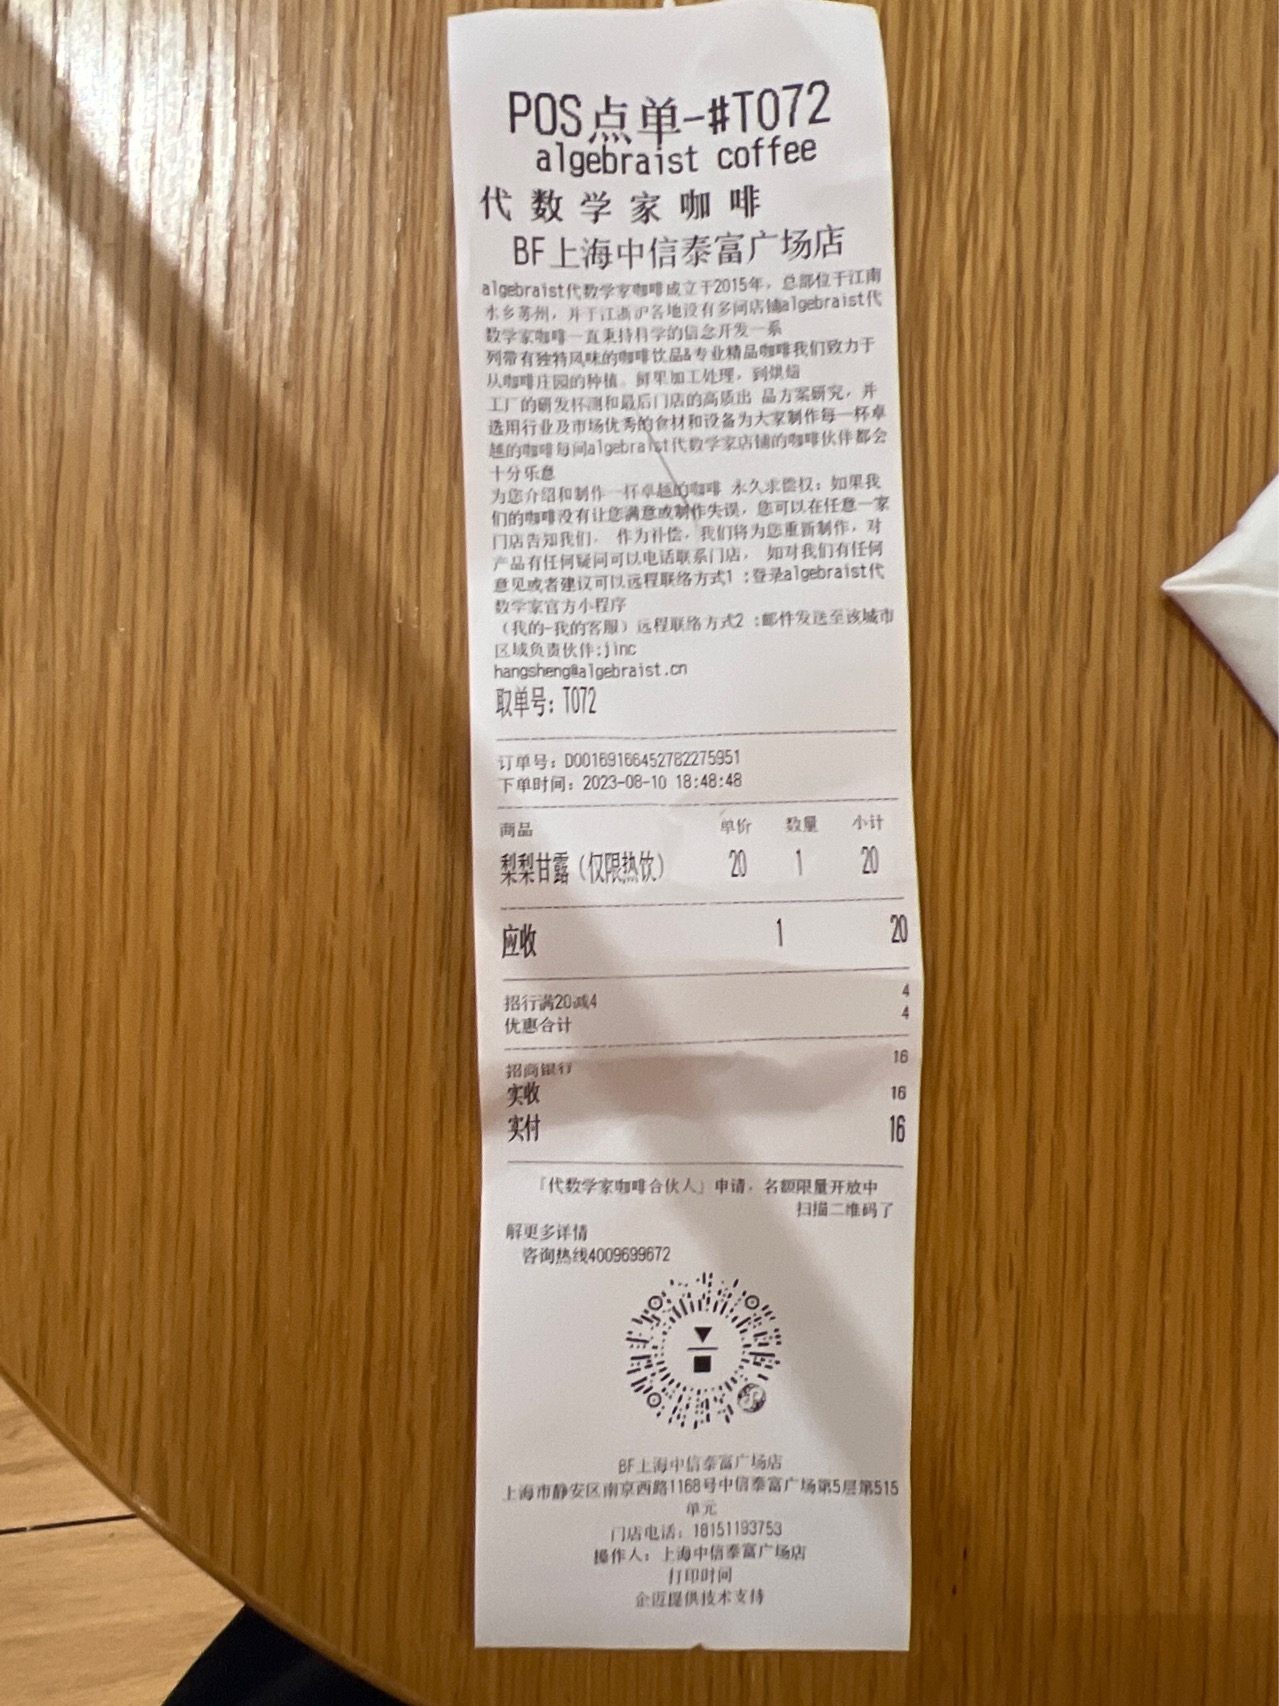 POS点单-#T072
algebraist coffee
代数学家咖啡
BF上海中信泰富广场店
algebraist代数学家咖啡成立于2015年，总部位于江南
水乡苏州，并于江浙沪各地设有多间店铺algebraist代
数学家咖啡一直秉持科学的信念开发一系
列带有独特风味的咖啡饮品&专业精品咖啡我们致力于
从咖啡庄园的种植、鲜果加工处理，到烘焙
工厂的研发杯测和最后门店的高质出 品方案研究，并
选用行业及市场优秀的食材和设备为大家制作每一杯卓
越的咖啡每间algebraist代数学家店铺的咖啡伙伴都会
十分乐意
为您介绍和制作一杯卓越的咖啡 永久求偿权：如果我
们的咖啡没有让您满意或制作失误，您可以在任意一家
门店告知我们， 作为补偿，我们将为您重新制作，对
产品有任何疑问可以电话联系门店， 如对我们有任何
意见或者建议可以远程联络方式1 :登录algebraist代
数学家官方小程序
（我的-我的客服）远程联络方式2 :邮件发送至该城市
区域负责伙伴:jinc
hangsheng@algebraist.cn
取单号：T072
订单号：D00169166452782275951
下单时间：2023-08-10 18:48:48
商品 单价 数量 小计
梨梨甘露（仅限热饮） 20 1 20
应收 1 20
招行满20减4 4
优惠合计 4
招商银行 16
实收 16
实付 16
「代数学家咖啡合伙人」申请，名额限量开放中
扫描二维码了
解更多详情
咨询热线4009699672
BF上海中信泰富广场店
上海市静安区南京西路1168号中信泰富广场第5层第515
单元
门店电话：18151193753
操作人：上海中信泰富广场店
打印时间
企迈提供技术支持